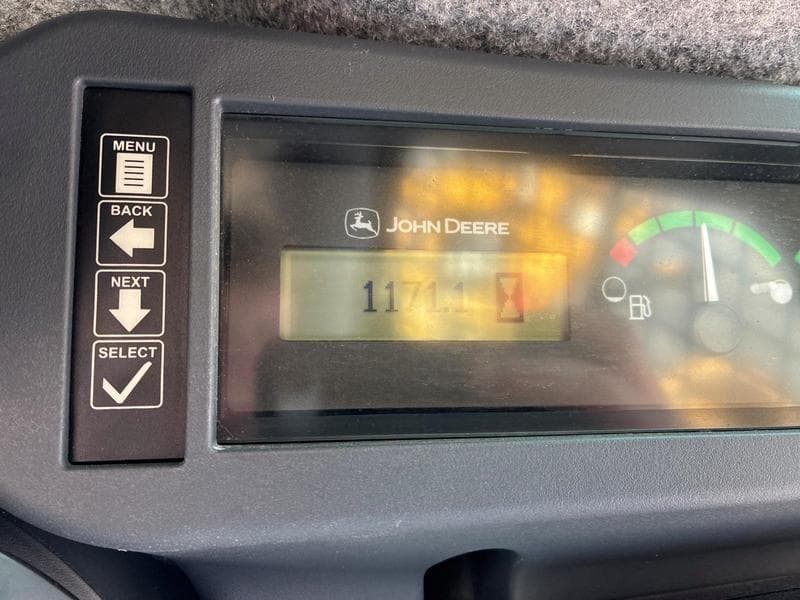 MENU
BACK
NEXT
SELECT
JOHN DEERE
1171.1